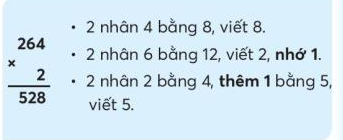 264
×
2
528
• 2 nhân 4 bằng 8, viết 8.
• 2 nhân 6 bằng 12, viết 2, nhớ 1.
• 2 nhân 2 bằng 4, thêm 1 bằng 5,
viết 5.